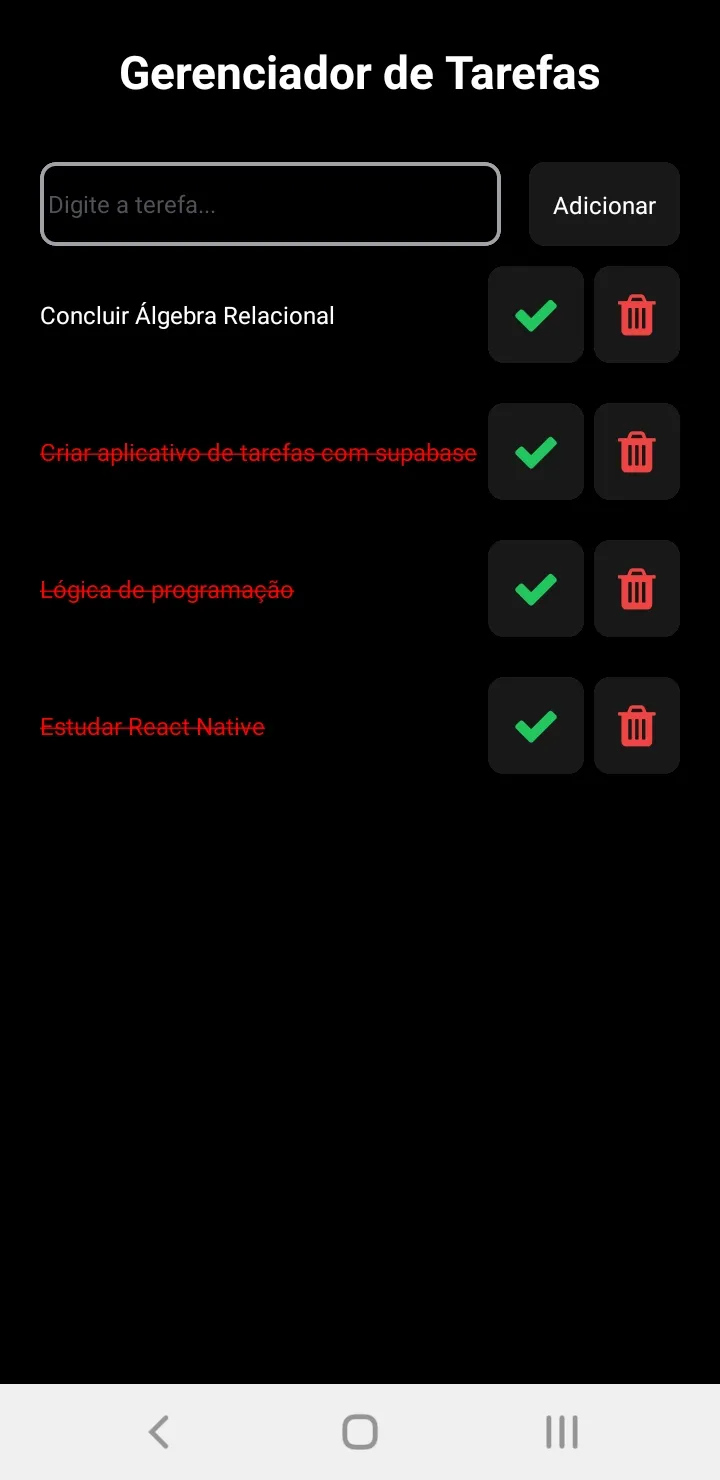 Gerenciador de Tarefas
Digite a terefa...
Adicionar
Concluir Álgebra Relacional
Criar aplicativo de tarefas com supabase
Lógica de programação
Estudar React Native